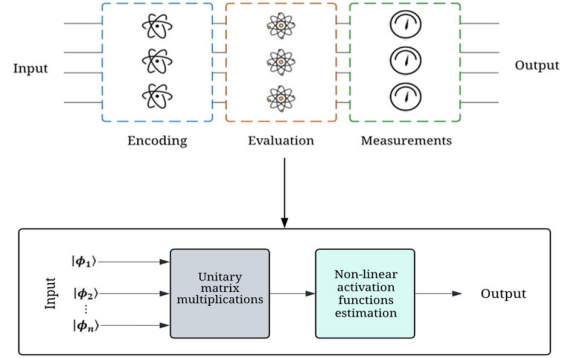 Input
Output
Encoding
Evaluation
Measurements
Input
|ϕ₁⟩
|ϕ₂⟩
⋮
|ϕₙ⟩
Unitary
matrix
multiplications
Non-linear
activation
functions
estimation
Output